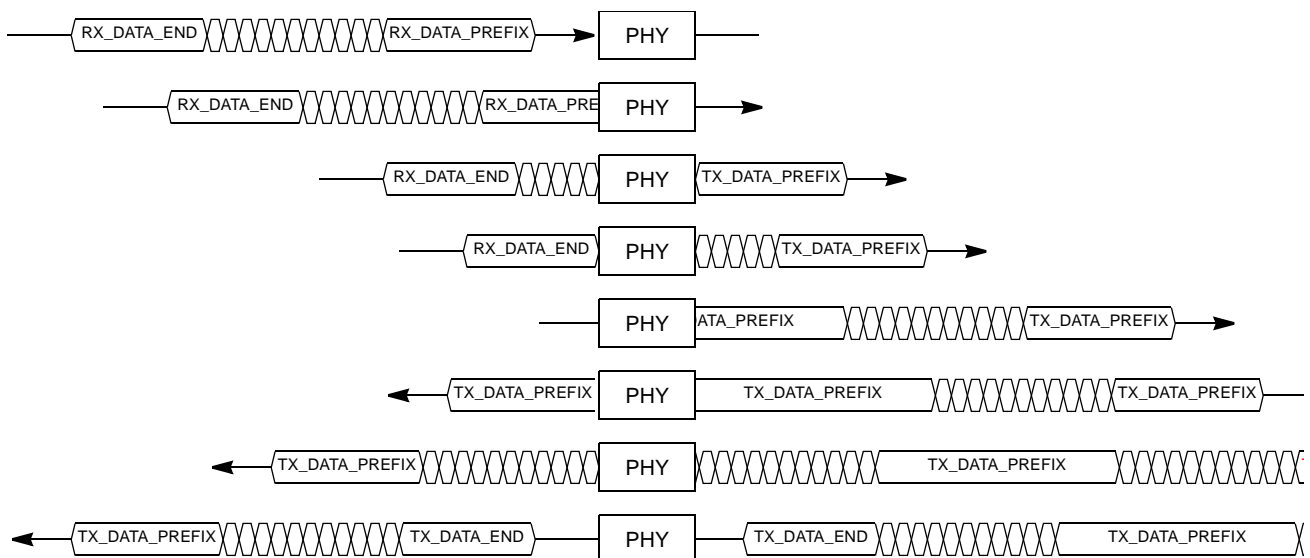 RX_DATA_END RX_DATA_PREFIX PHY
RX_DATA_END RX_DATA_PRE PHY
RX_DATA_END PHY TX_DATA_PREFIX
RX_DATA_END PHY TX_DATA_PREFIX
PHY ATA_PREFIX TX_DATA_PREFIX
TX_DATA_PREFIX PHY TX_DATA_PREFIX TX_DATA_PREFIX
TX_DATA_PREFIX PHY TX_DATA_PREFIX
TX_DATA_PREFIX TX_DATA_END PHY TX_DATA_END TX_DATA_PREFIX